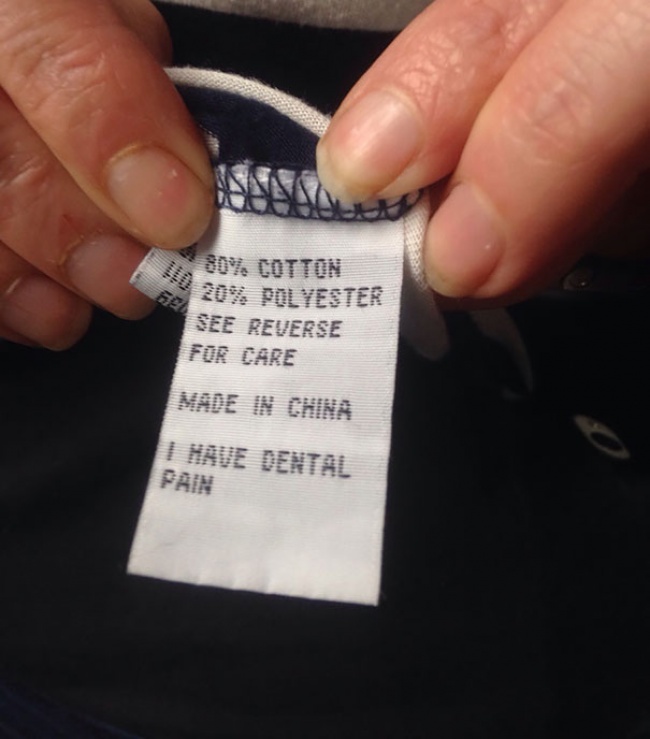 80% COTTON
20% POLYESTER
SEE REVERSE
FOR CARE
MADE IN CHINA
I HAVE DENTAL
PAIN